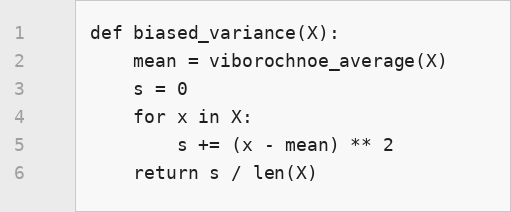 1 def biased_variance(X):
2     mean = viborochnoe_average(X)
3     s = 0
4     for x in X:
5         s += (x - mean) ** 2
6     return s / len(X)